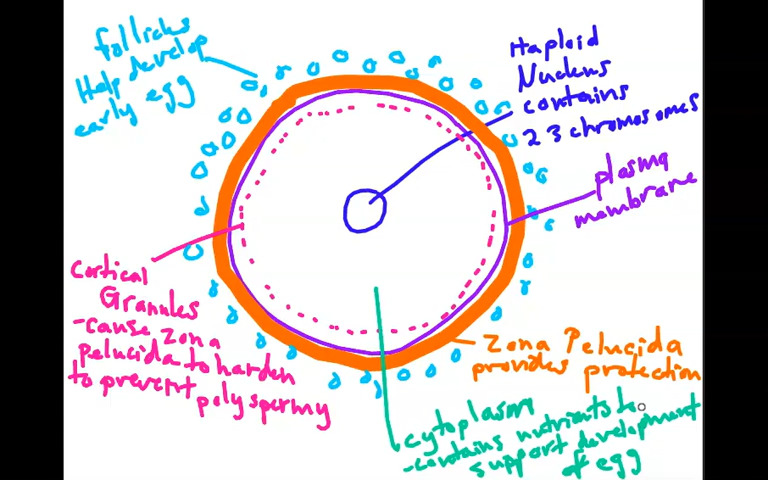 follicles
Help develop
early egg
Haploid
Nucleus
contains
23 chromosomes
plasma
membrane
Cortical
Granules
-cause zona
pelucida to harden
to prevent polyspermy
Zona Pelucida
provides protection
cytoplasm
-contains nutrients to
support development
of egg